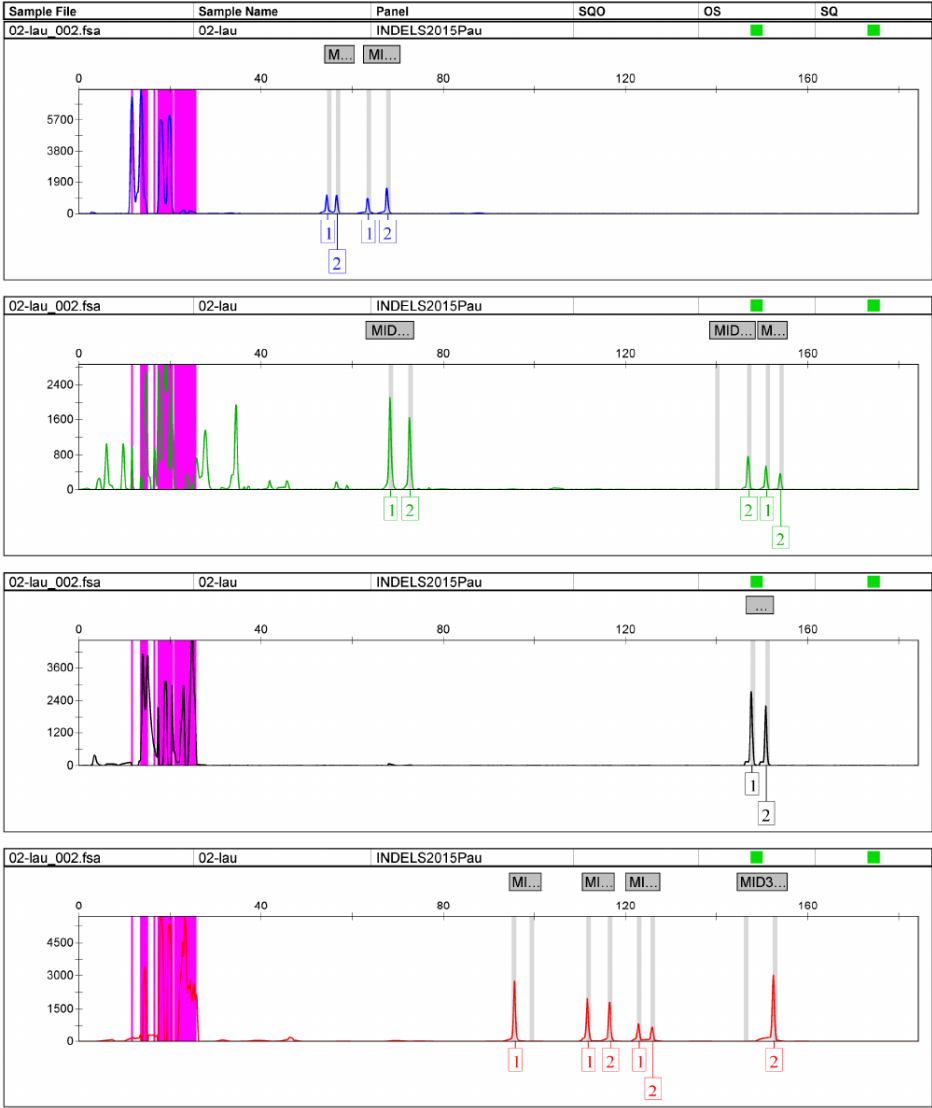 Sample File Sample Name Panel SQO OS SQ
02-lau_002.fsa 02-lau INDELS2015Pau
M... MI...
0 40 80 120 160
5700
3800
1900
0
1 1 2
2
02-lau_002.fsa 02-lau INDELS2015Pau
MID... MID... M...
0 40 80 120 160
2400
1600
800
0
1 2 2 1
2
02-lau_002.fsa 02-lau INDELS2015Pau
...
0 40 80 120 160
3600
2400
1200
0
1
2
02-lau_002.fsa 02-lau INDELS2015Pau
MI... MI... MI... MID3...
0 40 80 120 160
4500
3000
1500
0
1 1 2 1 2
2